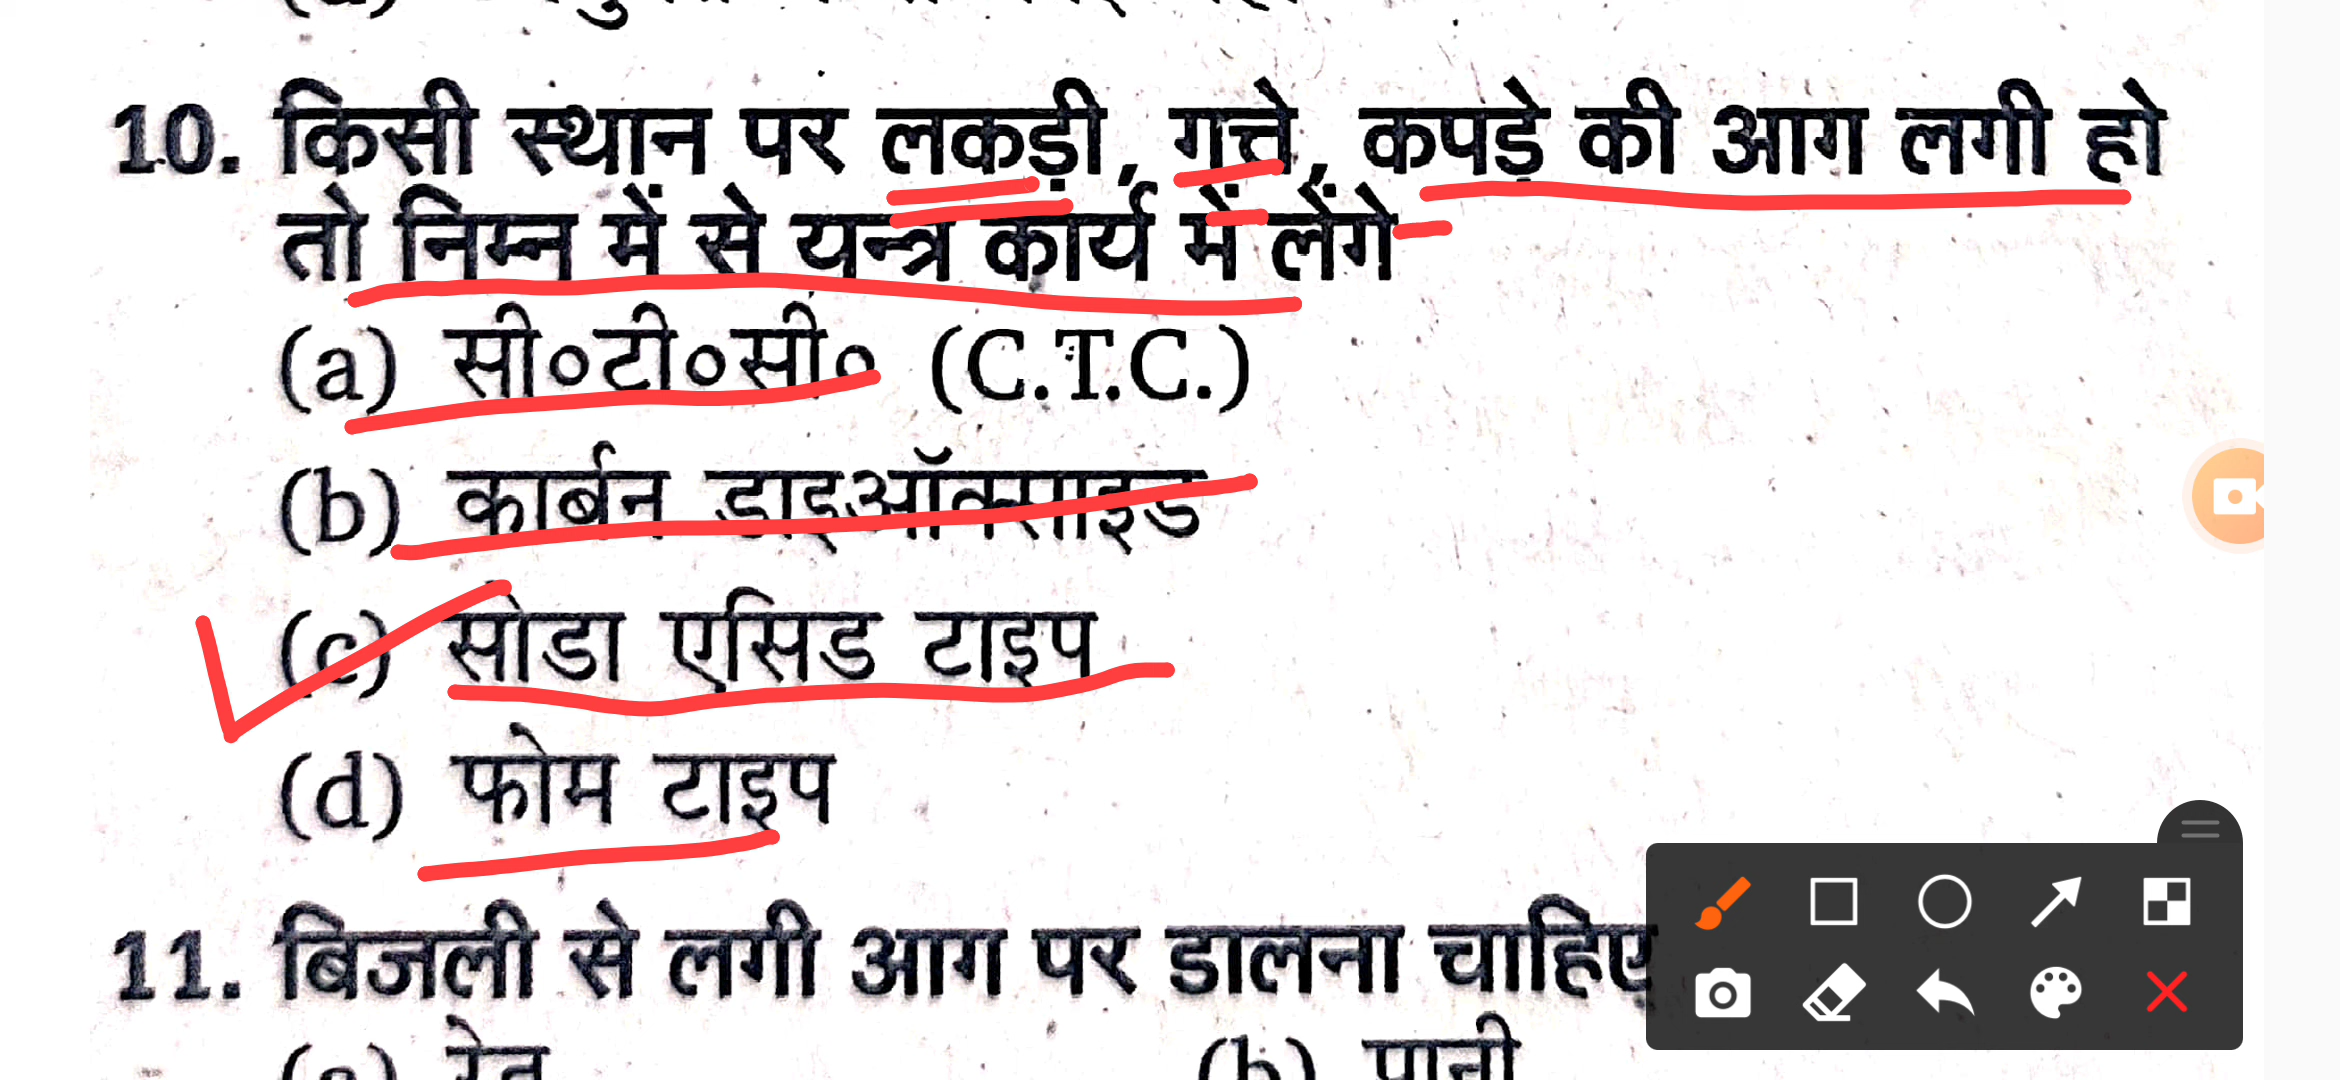 10. किसी स्थान पर लकड़ी, गत्ते, कपड़े की आग लगी हो
तो निम्न में से यन्त्र कार्य में लेंगे
(a) सी०टी०सी० (C.T.C.)
(b) कार्बन डाइऑक्साइड
(c) सोडा एसिड टाइप
(d) फोम टाइप
11. बिजली से लगी आग पर डालना चाहिए
(a) रेत (b) पानी